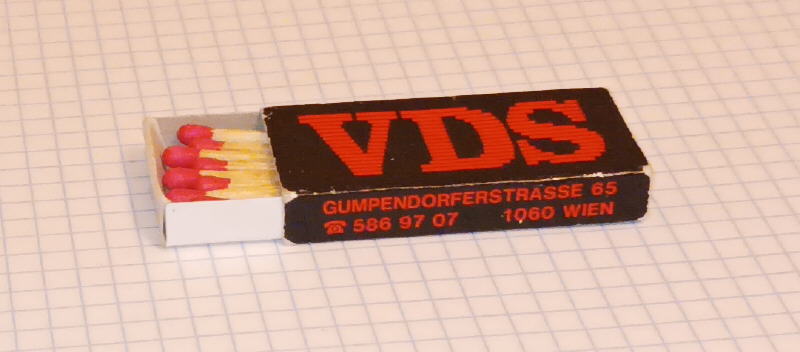 VDS
GUMPENDORFERSTRASSE 65
☎ 586 97 07 1060 WIEN